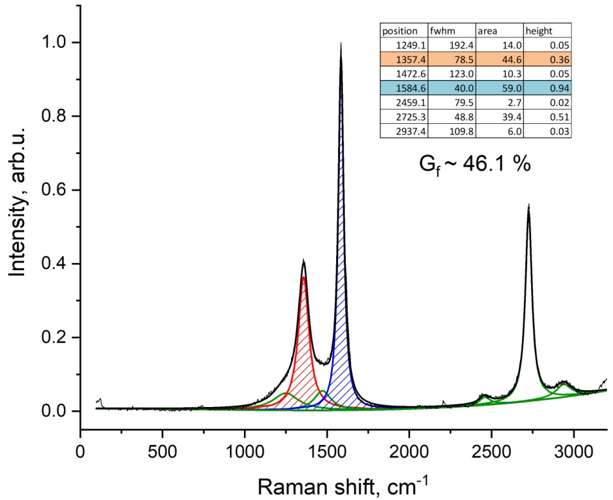 position fwhm area height
1249.1 192.4 14.0 0.05
1357.4 78.5 44.6 0.36
1472.6 123.0 10.3 0.05
1584.6 40.0 59.0 0.94
2459.1 79.5 2.7 0.02
2725.3 48.8 39.4 0.51
2937.4 109.8 6.0 0.03
Gf ~ 46.1 %
Intensity, arb.u.
1.0
0.8
0.6
0.4
0.2
0.0
0 500 1000 1500 2000 2500 3000
Raman shift, cm-1